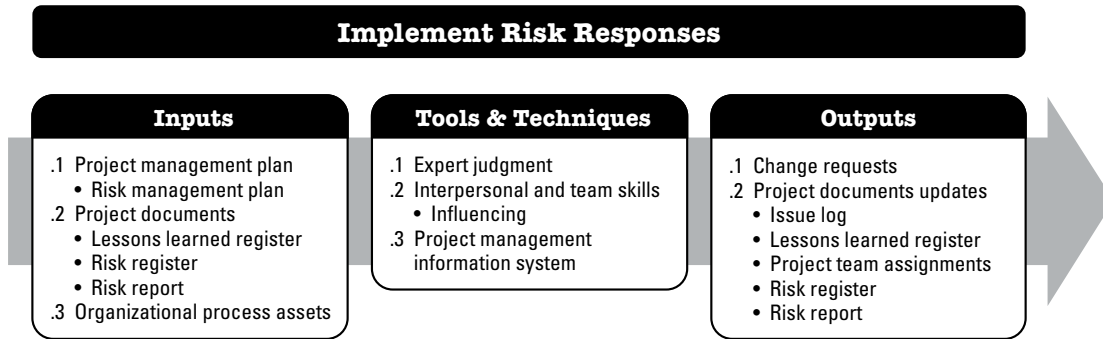 Implement Risk Responses
Inputs
.1 Project management plan
• Risk management plan
.2 Project documents
• Lessons learned register
• Risk register
• Risk report
.3 Organizational process assets
Tools & Techniques
.1 Expert judgment
.2 Interpersonal and team skills
• Influencing
.3 Project management
information system
Outputs
.1 Change requests
.2 Project documents updates
• Issue log
• Lessons learned register
• Project team assignments
• Risk register
• Risk report